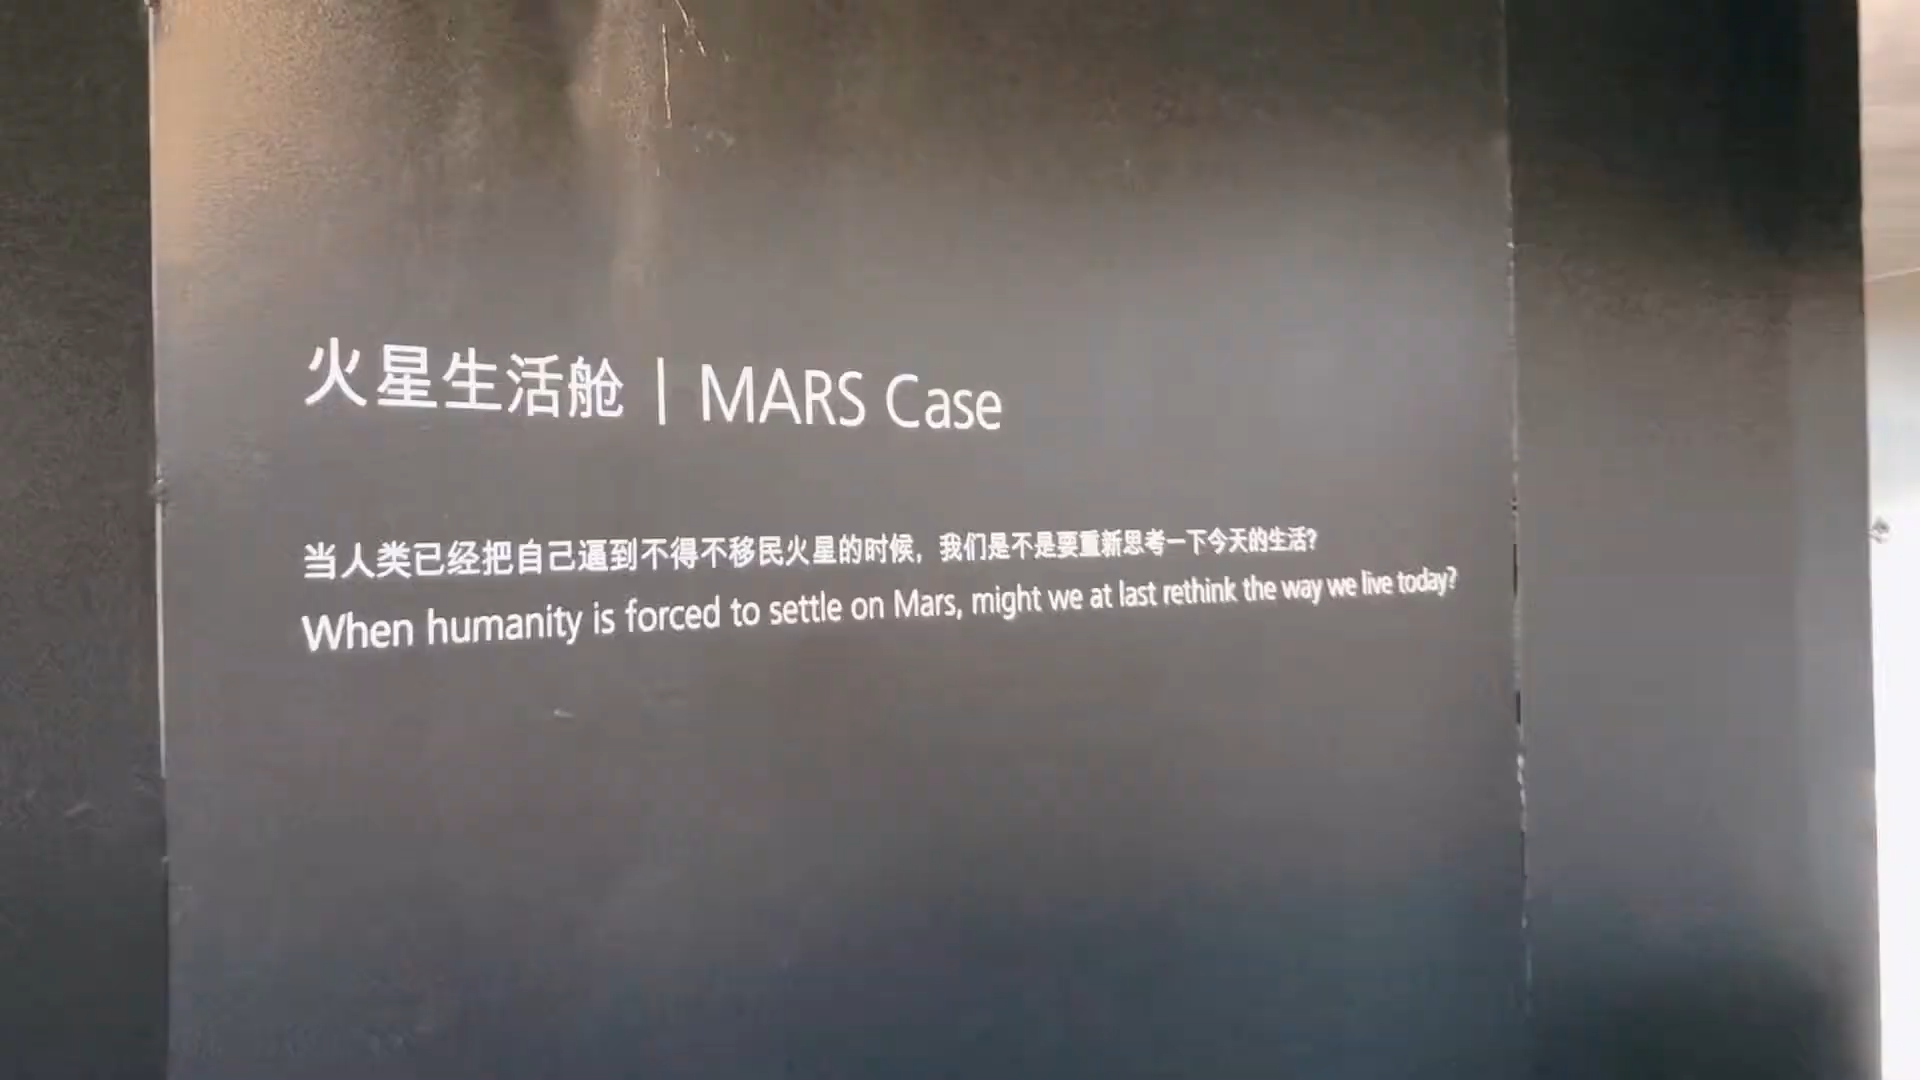 火星生活舱 | MARS Case
当人类已经把自己逼到不得不移民火星的时候，我们是不是要重新思考一下今天的生活？
When humanity is forced to settle on Mars, might we at last rethink the way we live today?